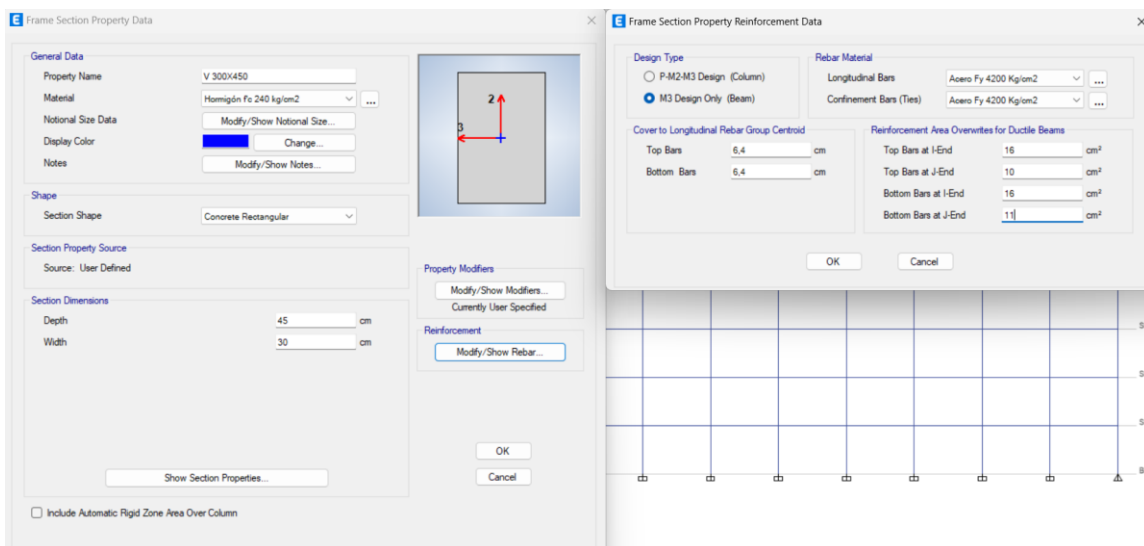 Frame Section Property Data
General Data
Property Name V 300X450
Material Hormigón f'c 240 kg/cm2 ...
Notional Size Data Modify/Show Notional Size...
Display Color Change...
Notes Modify/Show Notes...
Shape
Section Shape Concrete Rectangular
Section Property Source
Source: User Defined
Section Dimensions
Depth 45 cm
Width 30 cm
Show Section Properties...
Include Automatic Rigid Zone Area Over Column
2
3
Property Modifiers
Modify/Show Modifiers...
Currently User Specified
Reinforcement
Modify/Show Rebar...
OK
Cancel
Frame Section Property Reinforcement Data
Design Type
P-M2-M3 Design (Column)
M3 Design Only (Beam)
Rebar Material
Longitudinal Bars Acero Fy 4200 Kg/cm2 ...
Confinement Bars (Ties) Acero Fy 4200 Kg/cm2 ...
Cover to Longitudinal Rebar Group Centroid
Top Bars 6,4 cm
Bottom Bars 6,4 cm
Reinforcement Area Overwrites for Ductile Beams
Top Bars at I-End 16 cm²
Top Bars at J-End 10 cm²
Bottom Bars at I-End 16 cm²
Bottom Bars at J-End 11 cm²
OK
Cancel
S
S
S
B